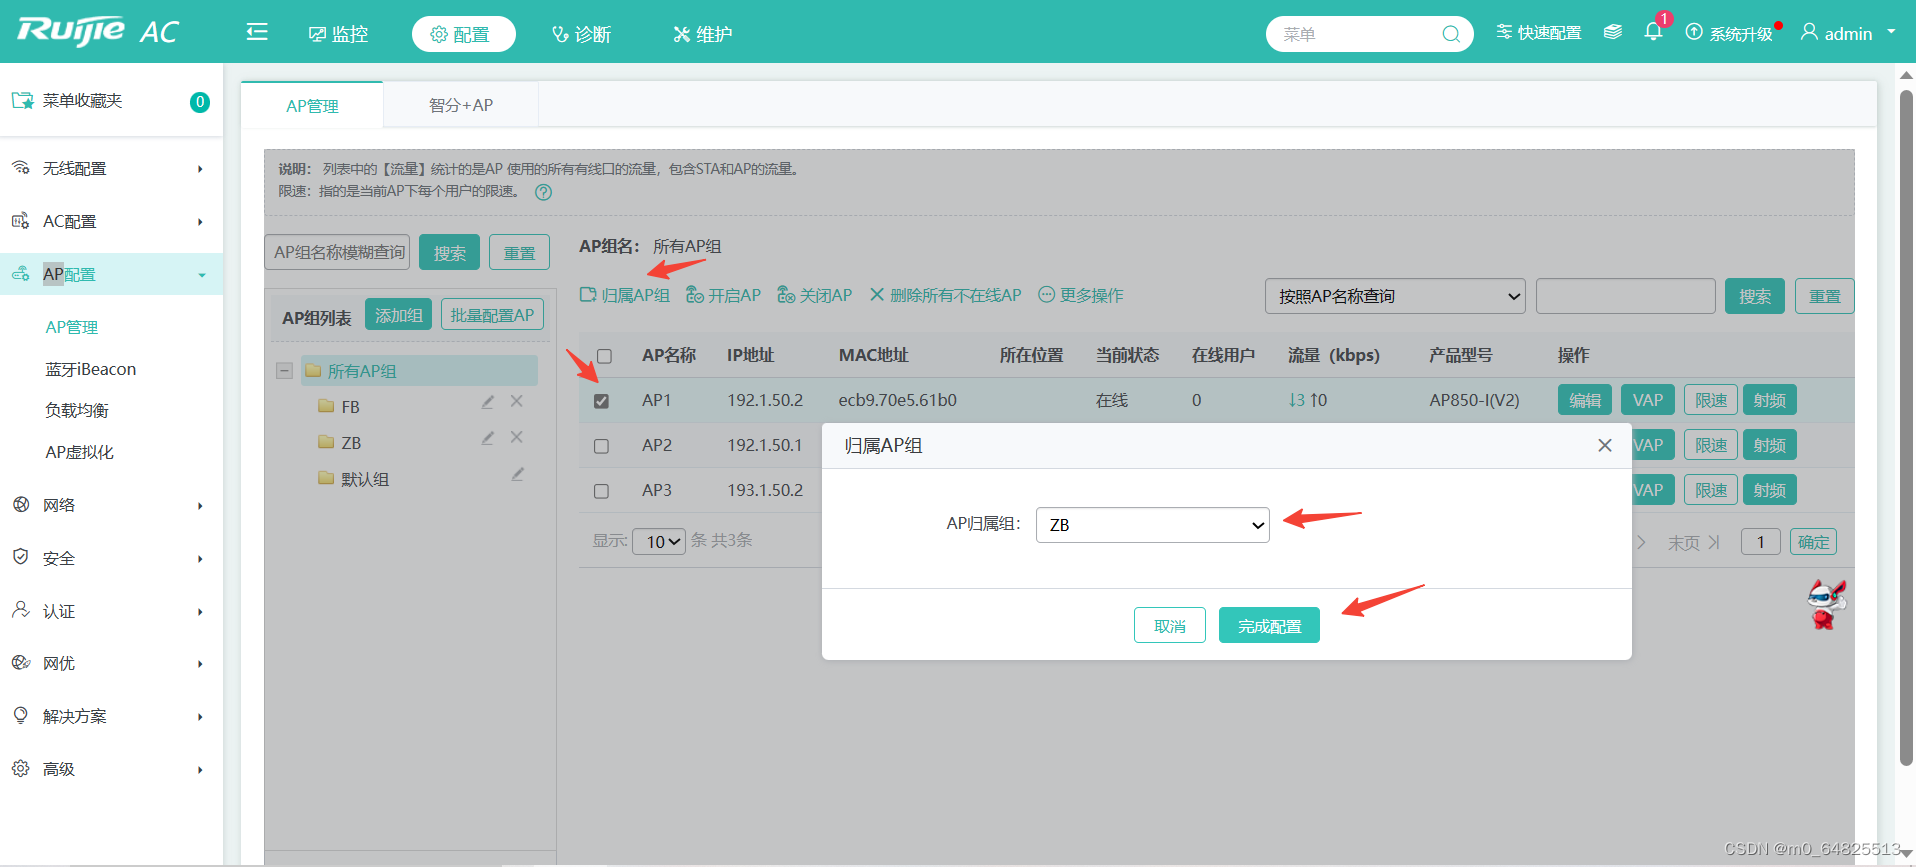 Ruijie AC
监控
配置
诊断
维护
菜单
快速配置
1
系统升级
admin
菜单收藏夹
0
无线配置
AC配置
AP配置
AP管理
蓝牙iBeacon
负载均衡
AP虚拟化
网络
安全
认证
网优
解决方案
高级
AP管理
智分+AP
说明： 列表中的【流量】统计的是AP 使用的所有有线口的流量，包含STA和AP的流量。
限速：指的是当前AP下每个用户的限速。 ?
AP组名称模糊查询
搜索
重置
AP组列表
添加组
批量配置AP
所有AP组
FB
ZB
默认组
AP组名： 所有AP组
归属AP组
开启AP
关闭AP
删除所有不在线AP
更多操作
按照AP名称查询
搜索
重置
AP名称 IP地址 MAC地址 所在位置 当前状态 在线用户 流量（kbps） 产品型号 操作
AP1 192.1.50.2 ecb9.70e5.61b0 在线 0 ↓3 ↑0 AP850-I(V2) 编辑 VAP 限速 射频
AP2 192.1.50.1 VAP 限速 射频
AP3 193.1.50.2 VAP 限速 射频
显示: 10 条 共3条
末页
1
确定
归属AP组
AP归属组： ZB
取消
完成配置
CSDN @m0_64825513